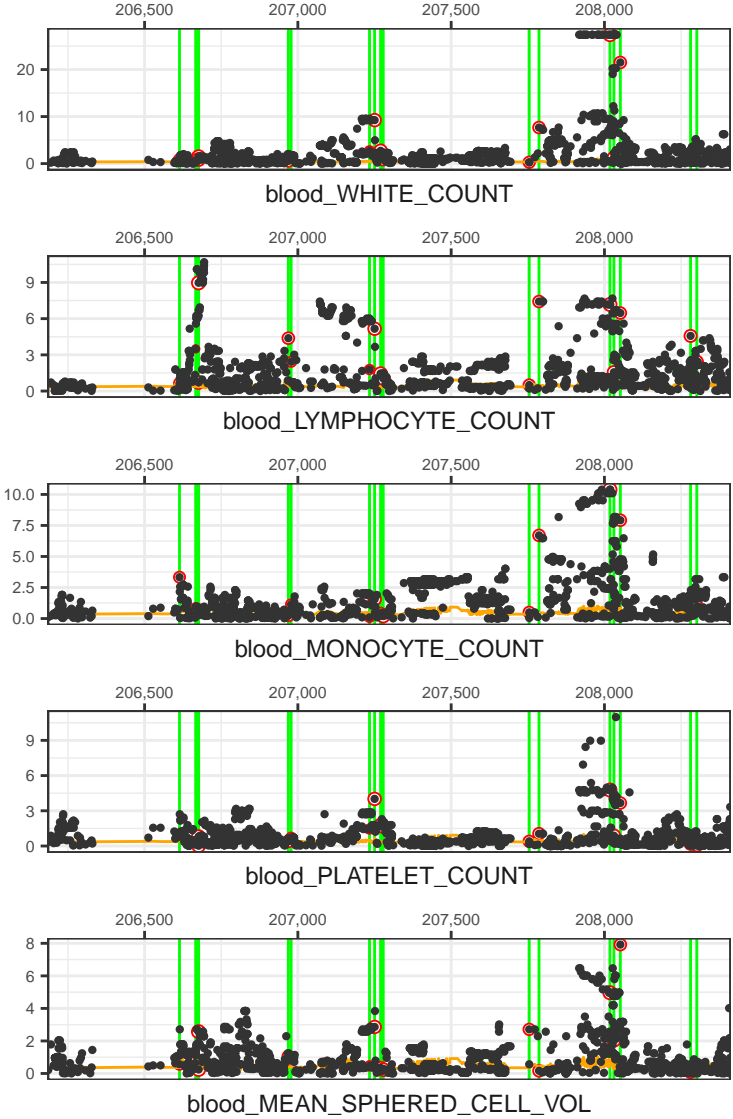 206,500 207,000 207,500 208,000
20
10
0
blood_WHITE_COUNT
206,500 207,000 207,500 208,000
9
6
3
0
blood_LYMPHOCYTE_COUNT
206,500 207,000 207,500 208,000
10.0
7.5
5.0
2.5
0.0
blood_MONOCYTE_COUNT
206,500 207,000 207,500 208,000
9
6
3
0
blood_PLATELET_COUNT
206,500 207,000 207,500 208,000
8
6
4
2
0
blood_MEAN_SPHERED_CELL_VOL